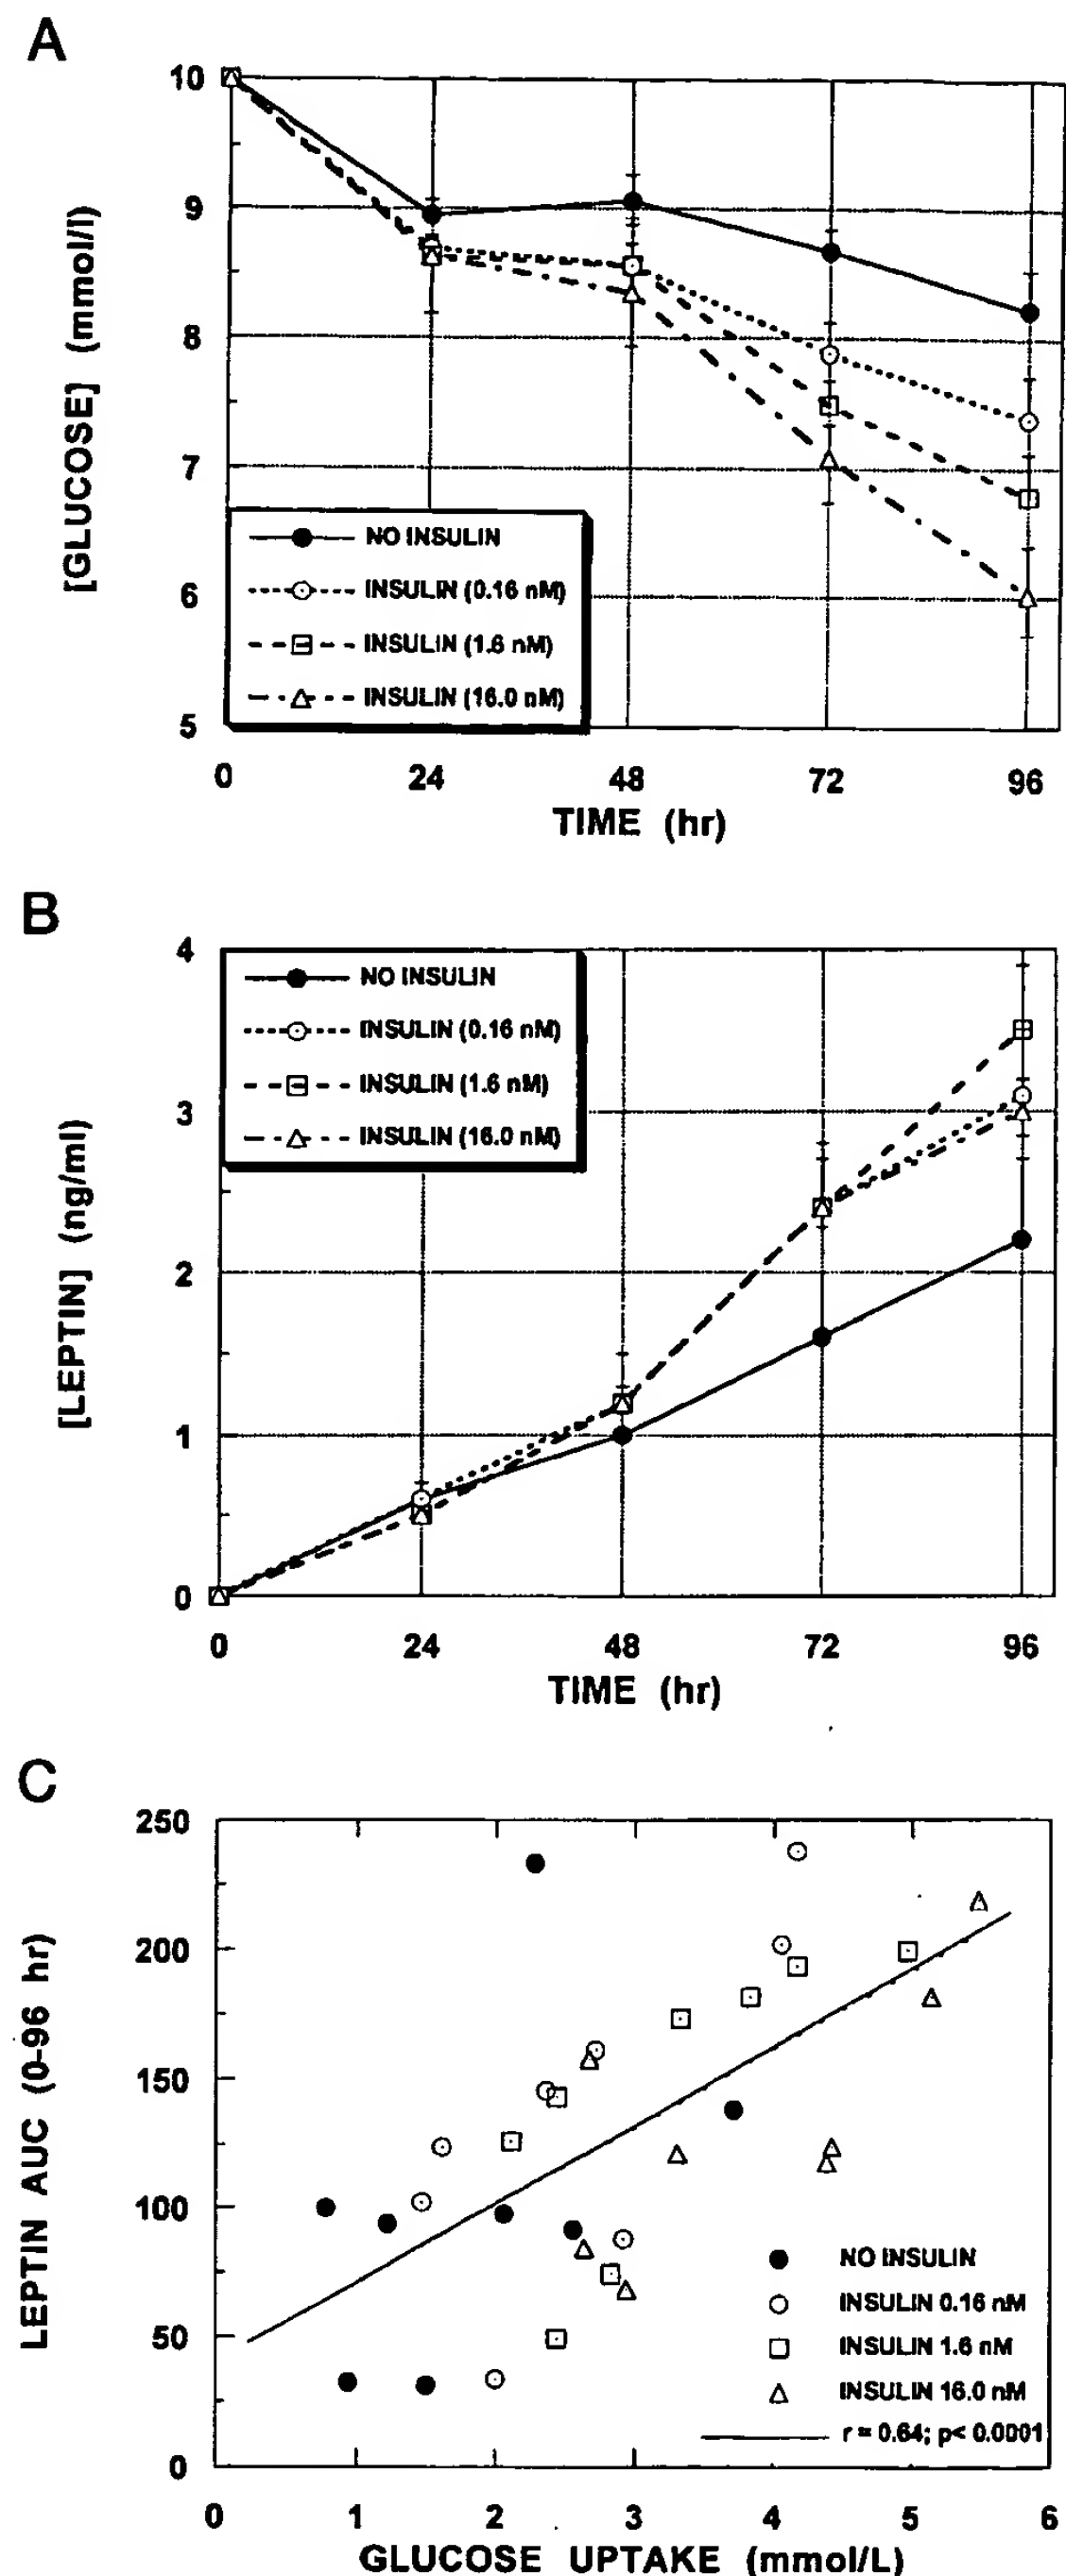 A
[GLUCOSE] (mmol/l)
10
9
8
7
6
5
NO INSULIN
INSULIN (0.16 nM)
INSULIN (1.6 nM)
INSULIN (16.0 nM)
0 24 48 72 96
TIME (hr)
B
[LEPTIN] (ng/ml)
4
3
2
1
0
NO INSULIN
INSULIN (0.16 nM)
INSULIN (1.6 nM)
INSULIN (16.0 nM)
0 24 48 72 96
TIME (hr)
C
LEPTIN AUC (0-96 hr)
250
200
150
100
50
0
NO INSULIN
INSULIN 0.16 nM
INSULIN 1.6 nM
INSULIN 16.0 nM
r = 0.64; p< 0.0001
0 1 2 3 4 5 6
GLUCOSE UPTAKE (mmol/L)